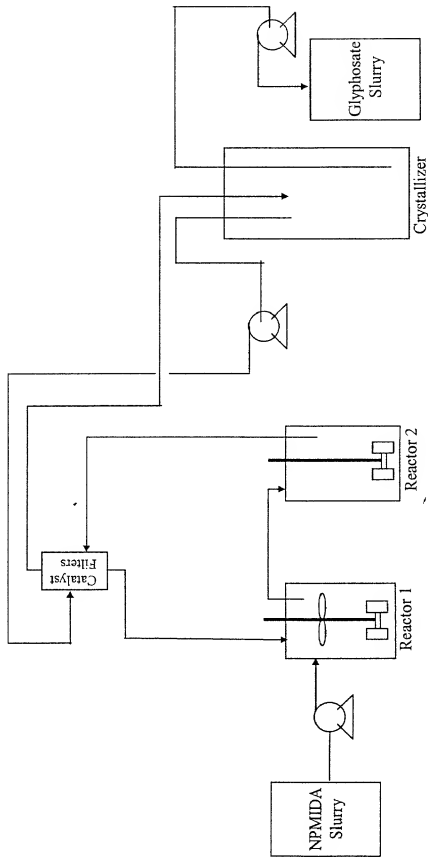 NPMIDA
Slurry
Reactor 1
Reactor 2
Catalyst
Filters
Crystallizer
Glyphosate
Slurry